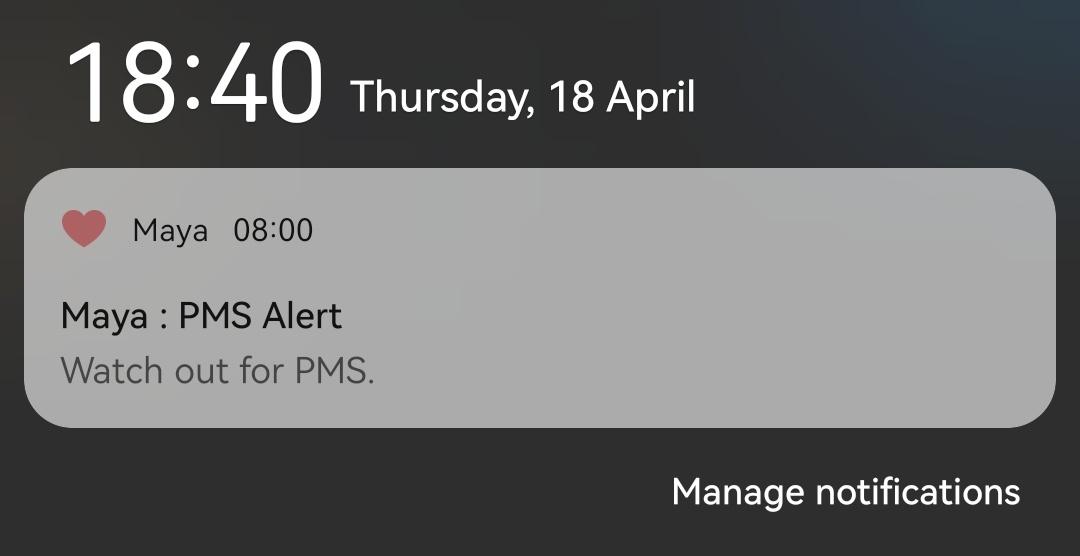 18:40 Thursday, 18 April
Maya 08:00
Maya : PMS Alert
Watch out for PMS.
Manage notifications